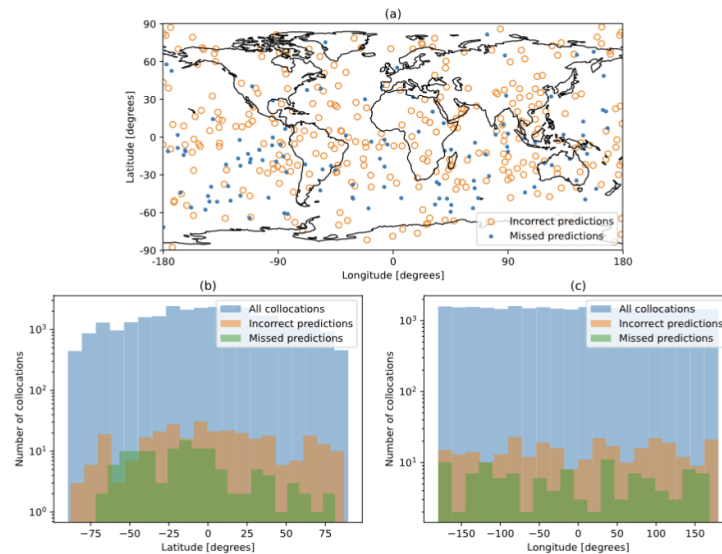 (a)
90
60
30
0
-30
-60
-90
Latitude [degrees]
Incorrect predictions
Missed predictions
-180
-90
0
90
180
Longitude [degrees]
(b)
10³
10²
10¹
10⁰
Number of collocations
All collocations
Incorrect predictions
Missed predictions
−75
−50
−25
0
25
50
75
Latitude [degrees]
(c)
10³
10²
10¹
Number of collocations
All collocations
Incorrect predictions
Missed predictions
−150
−100
−50
0
50
100
150
Longitude [degrees]